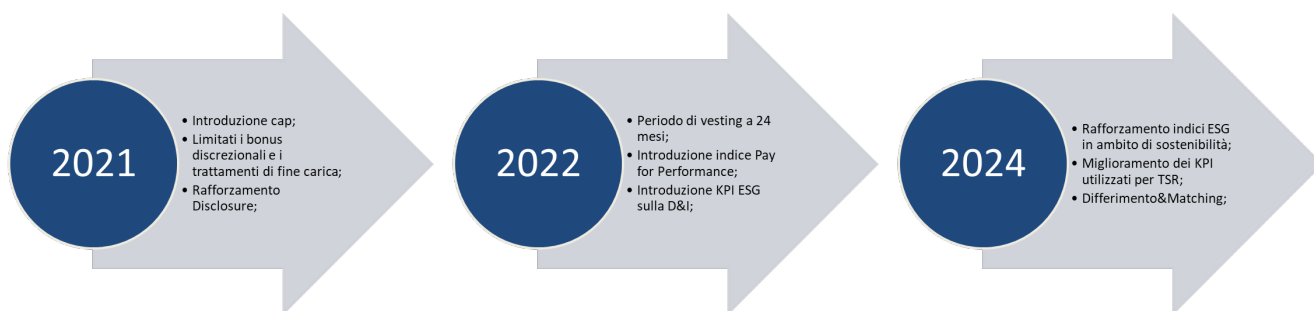 2021
• Introduzione cap;
• Limitati i bonus
discrezionali e i
trattamenti di fine carica;
• Rafforzamento
Disclosure;
2022
• Periodo di vesting a 24
mesi;
• Introduzione indice Pay
for Performance;
• Introduzione KPI ESG
sulla D&I;
2024
• Rafforzamento indici ESG
in ambito di sostenibilità;
• Miglioramento dei KPI
utilizzati per TSR;
• Differimento&Matching;